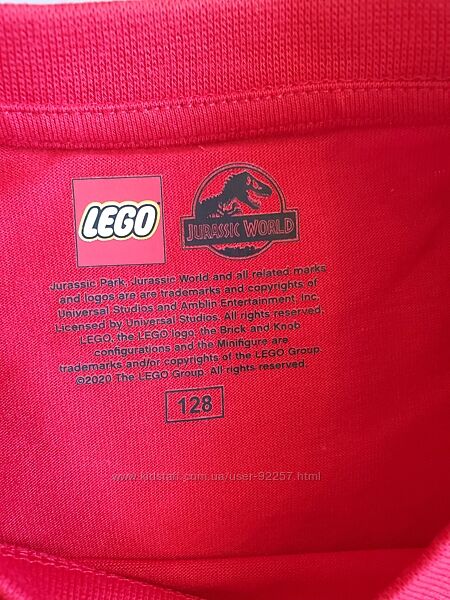 LEGO
JURASSIC WORLD
Jurassic Park, Jurassic World and all related marks
and logos are are trademarks and copyrights of
Universal Studios and Amblin Entertainment, Inc.
Licensed by Universal Studios. All rights reserved.
LEGO, the LEGO logo, the Brick and Knob
configurations and the Minifigure are
trademarks and/or copyrights of the LEGO Group.
©2020 The LEGO Group. All rights reserved.
128
www.kidstaff.com.ua/user-92257.html